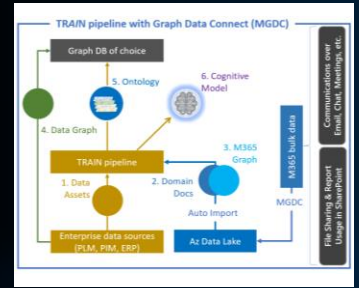 TRAIN pipeline with Graph Data Connect (MGDC)
Graph DB of choice
5. Ontology
6. Cognitive
Model
4. Data Graph
TRAIN pipeline
3. M365
Graph
1. Data
Assets
2. Domain
Docs
Auto Import
Enterprise data sources
(PLM, PIM, ERP)
Az Data Lake
MGDC
M365 bulk data
Communications over
Email, Chat, Meetings, etc.
File Sharing & Report
Usage in SharePoint